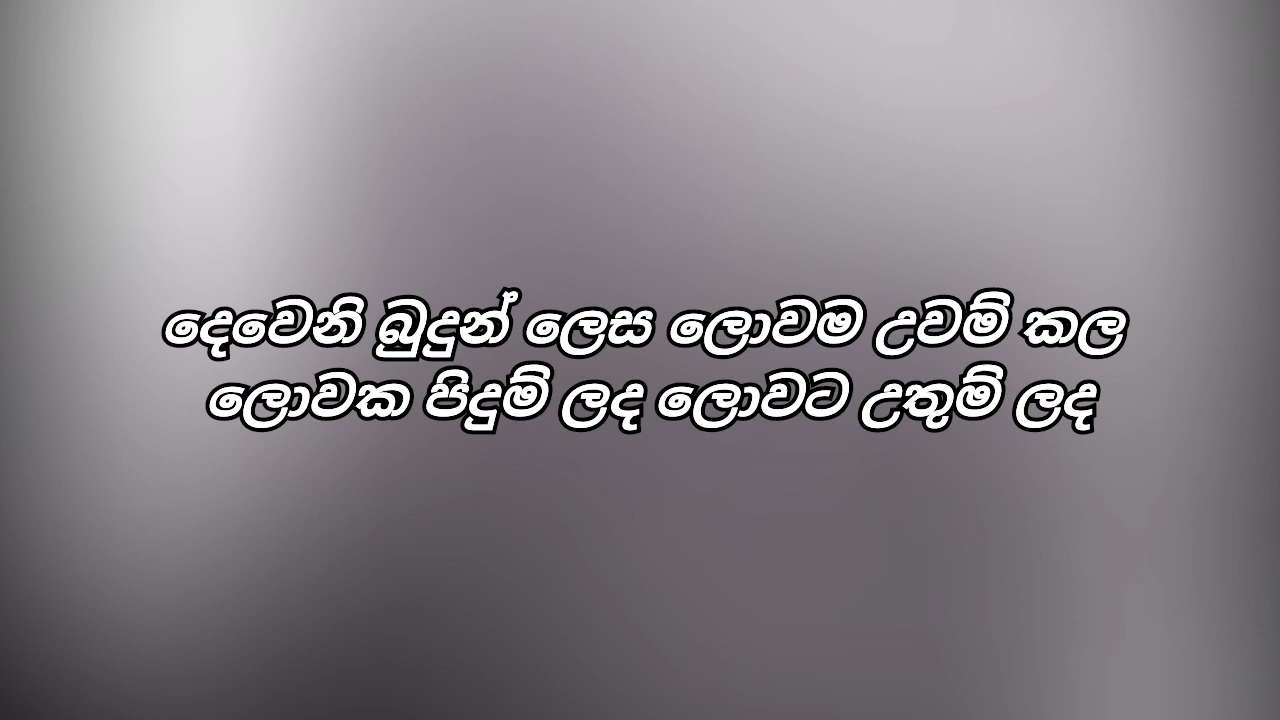 දෙවෙනි බුදුන් ලෙස ලොවම උවම් කල
ලොවක පිදුම් ලද ලොවට උතුම් ලද